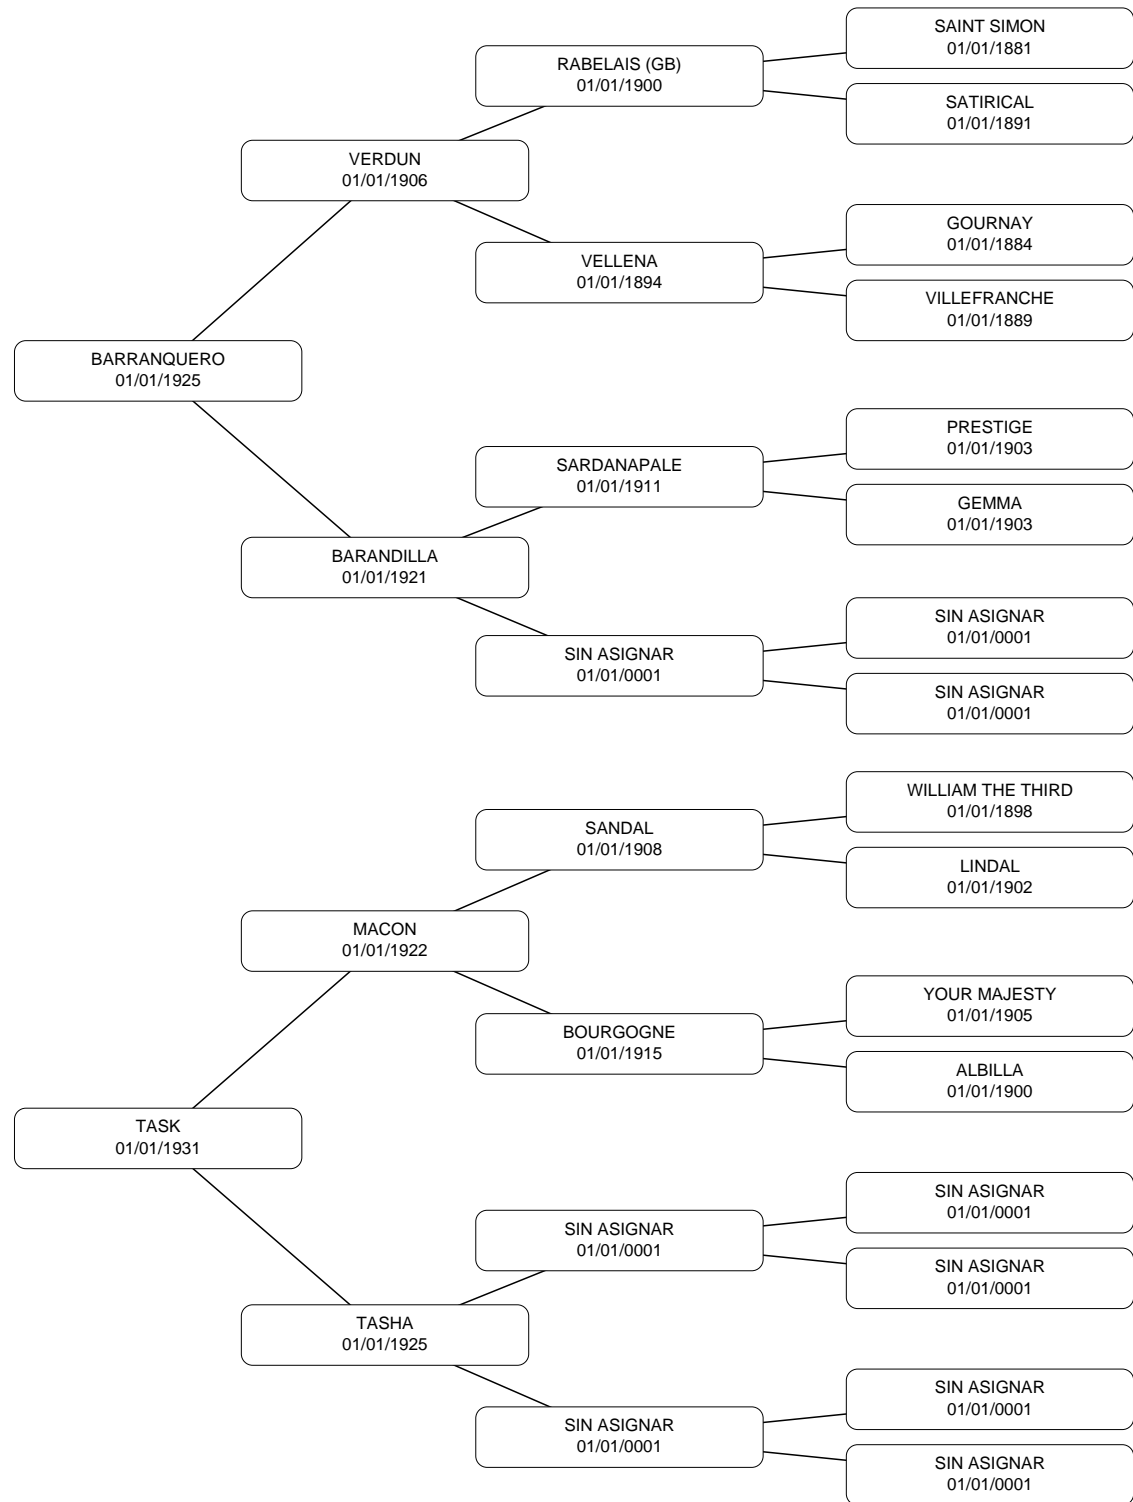 SAINT SIMON
01/01/1881
RABELAIS (GB)
01/01/1900
SATIRICAL
01/01/1891
VERDUN
01/01/1906
GOURNAY
01/01/1884
VELLENA
01/01/1894
VILLEFRANCHE
01/01/1889
BARRANQUERO
01/01/1925
PRESTIGE
01/01/1903
SARDANAPALE
01/01/1911
GEMMA
01/01/1903
BARANDILLA
01/01/1921
SIN ASIGNAR
01/01/0001
SIN ASIGNAR
01/01/0001
SIN ASIGNAR
01/01/0001
WILLIAM THE THIRD
01/01/1898
SANDAL
01/01/1908
LINDAL
01/01/1902
MACON
01/01/1922
YOUR MAJESTY
01/01/1905
BOURGOGNE
01/01/1915
ALBILLA
01/01/1900
TASK
01/01/1931
SIN ASIGNAR
01/01/0001
SIN ASIGNAR
01/01/0001
SIN ASIGNAR
01/01/0001
TASHA
01/01/1925
SIN ASIGNAR
01/01/0001
SIN ASIGNAR
01/01/0001
SIN ASIGNAR
01/01/0001